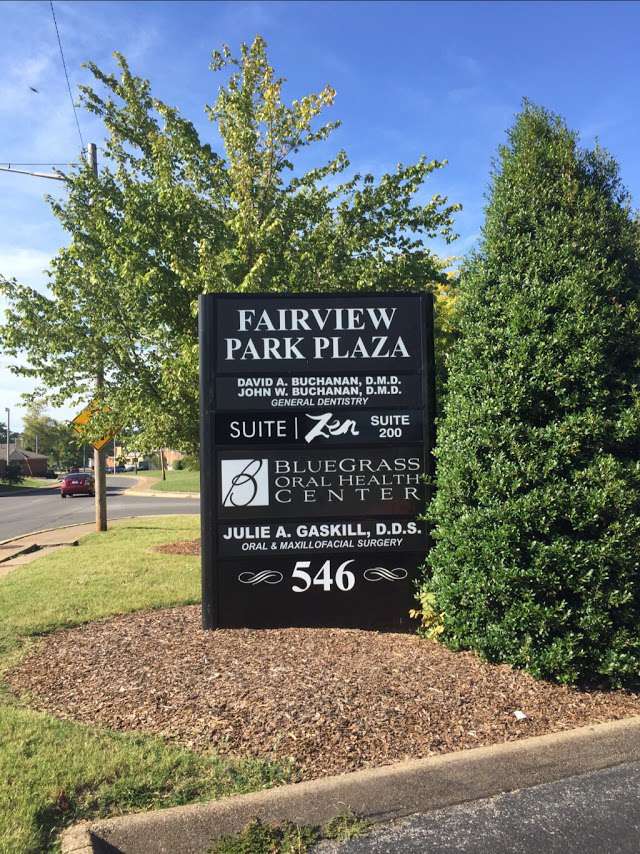 FAIRVIEW
PARK PLAZA
DAVID A. BUCHANAN, D.M.D.
JOHN W. BUCHANAN, D.M.D.
GENERAL DENTISTRY
SUITE | Zen SUITE 200
B BLUEGRASS
ORAL HEALTH
CENTER
JULIE A. GASKILL, D.D.S.
ORAL & MAXILLOFACIAL SURGERY
546